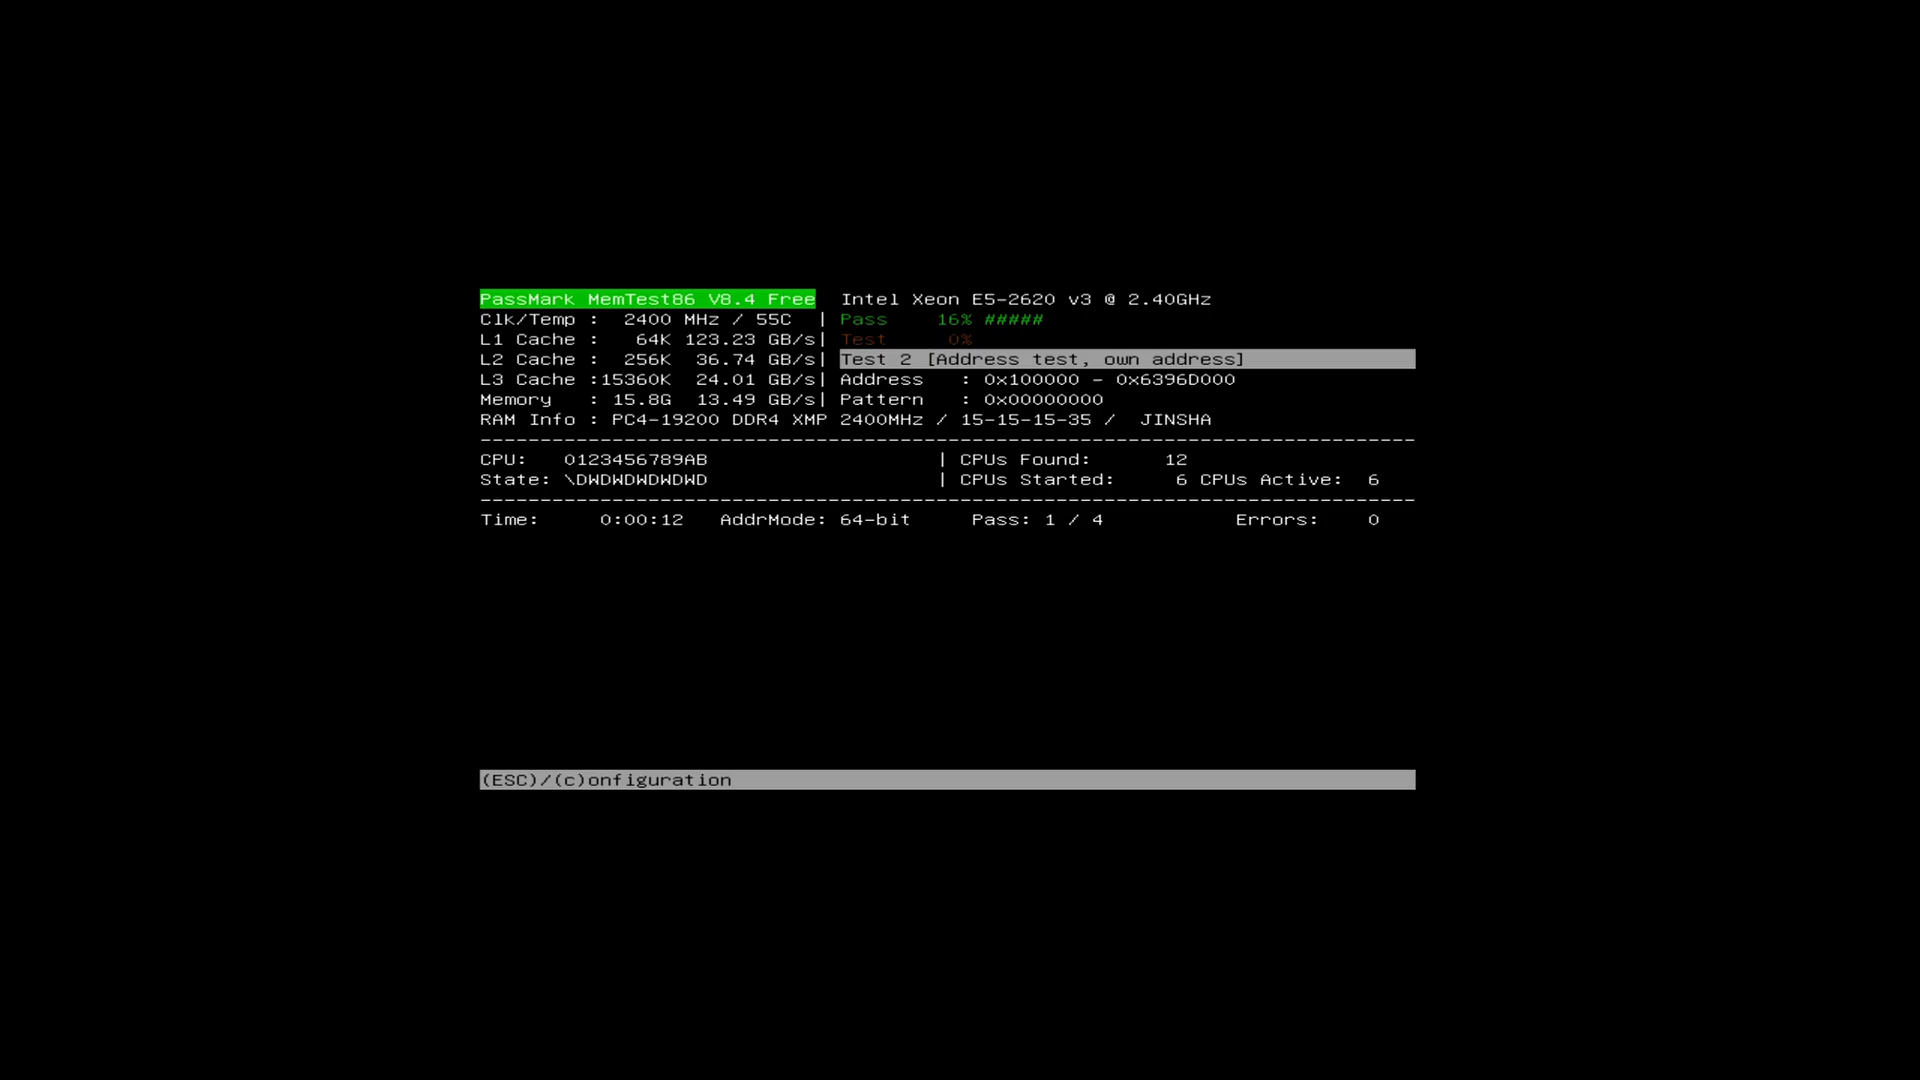 PassMark MemTest86 V8.4 Free Intel Xeon E5-2620 v3 @ 2.40GHz
Clk/Temp : 2400 MHz / 55C | Pass 16% #####
L1 Cache : 64K 123.23 GB/s| Test 0%
L2 Cache : 256K 36.74 GB/s| Test 2 [Address test, own address]
L3 Cache :15360K 24.01 GB/s| Address : 0x100000 - 0x6396D000
Memory : 15.8G 13.49 GB/s| Pattern : 0x00000000
RAM Info : PC4-19200 DDR4 XMP 2400MHz / 15-15-15-35 / JINSHA
------------------------------------------------------------------------------
CPU: 0123456789AB | CPUs Found: 12
State: \DWDWDWDWDWD | CPUs Started: 6 CPUs Active: 6
------------------------------------------------------------------------------
Time: 0:00:12 AddrMode: 64-bit Pass: 1 / 4 Errors: 0
(ESC)/(c)onfiguration